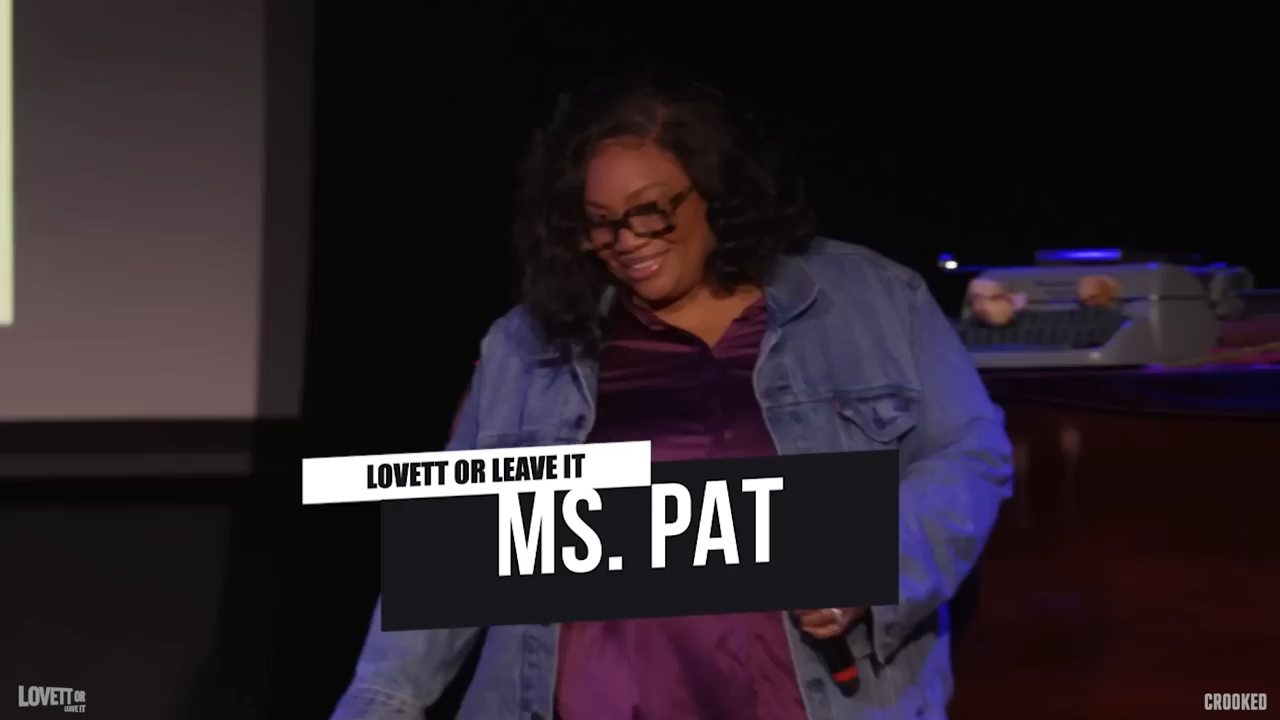 LOVETT OR LEAVE IT
MS. PAT
LOVETT OR
LEAVE IT
CROOKED